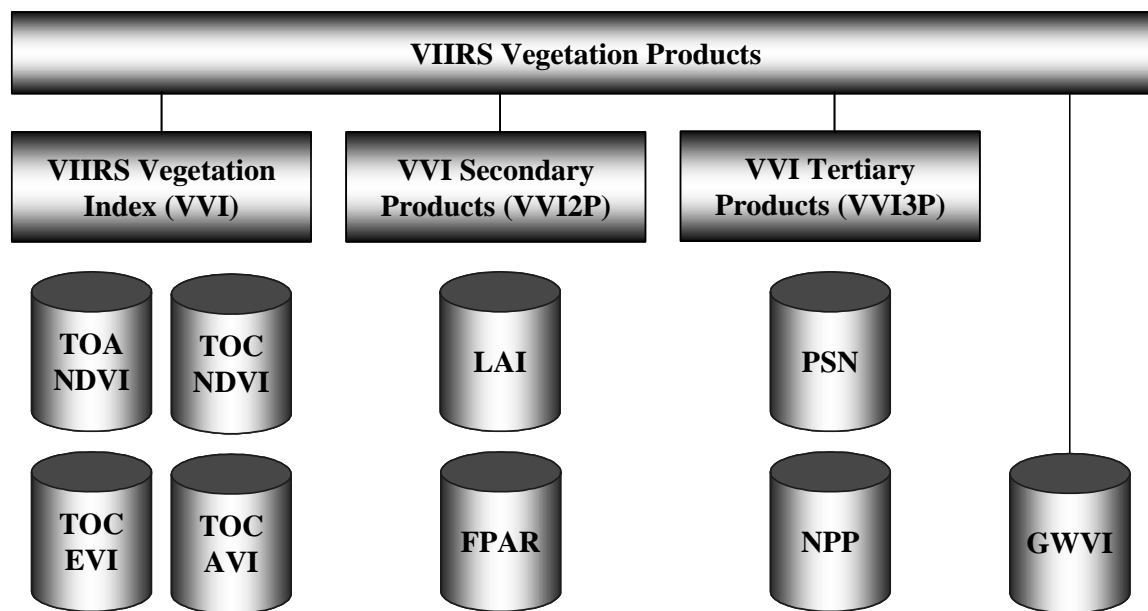 VIIRS Vegetation Products
VIIRS Vegetation
Index (VVI)
VVI Secondary
Products (VVI2P)
VVI Tertiary
Products (VVI3P)
TOA
NDVI
TOC
NDVI
LAI
PSN
TOC
EVI
TOC
AVI
FPAR
NPP
GWVI